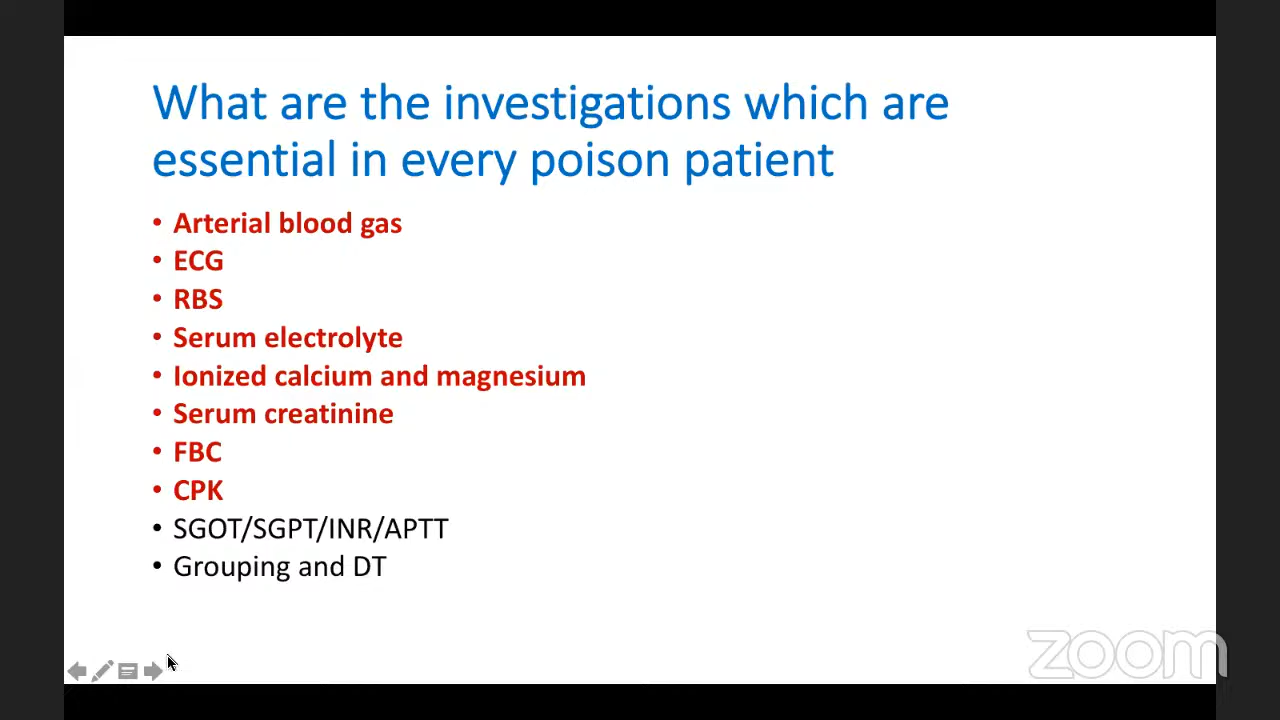 What are the investigations which are
essential in every poison patient
• Arterial blood gas
• ECG
• RBS
• Serum electrolyte
• Ionized calcium and magnesium
• Serum creatinine
• FBC
• CPK
• SGOT/SGPT/INR/APTT
• Grouping and DT
zoom